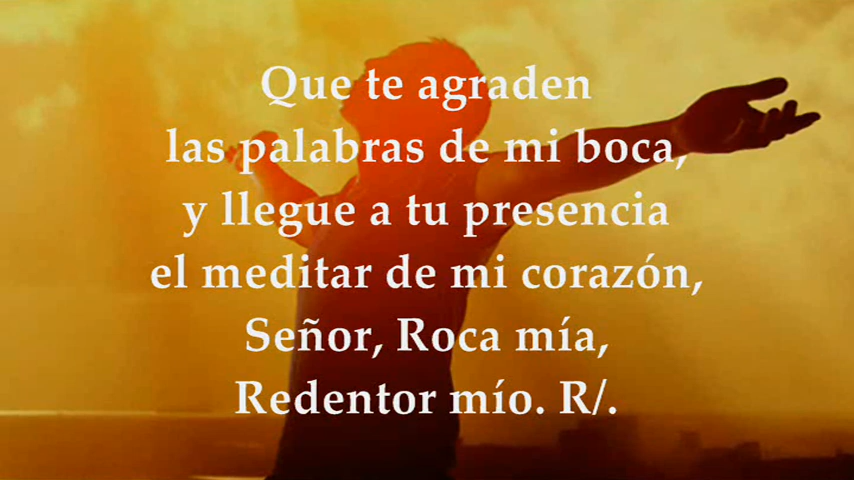 Que te agraden
las palabras de mi boca,
y llegue a tu presencia
el meditar de mi corazón,
Señor, Roca mía,
Redentor mío. R/.